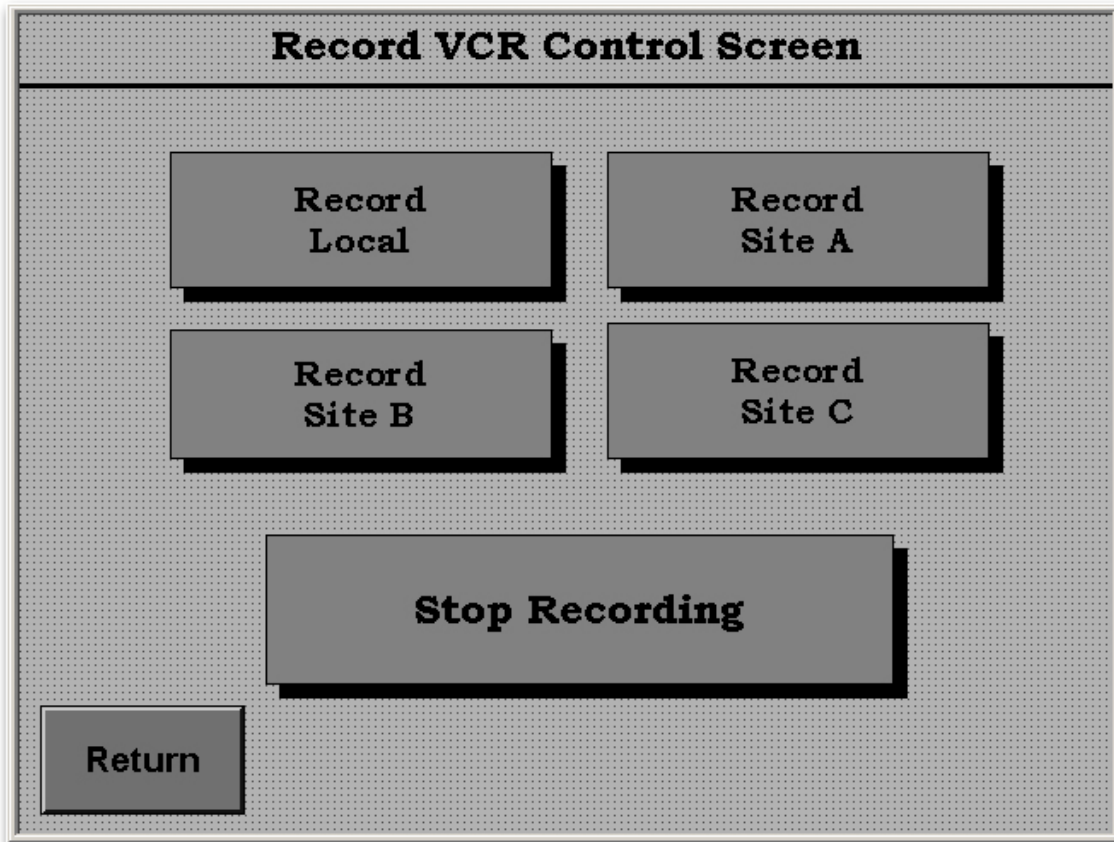 Record VCR Control Screen
Record
Local
Record
Site A
Record
Site B
Record
Site C
Stop Recording
Return